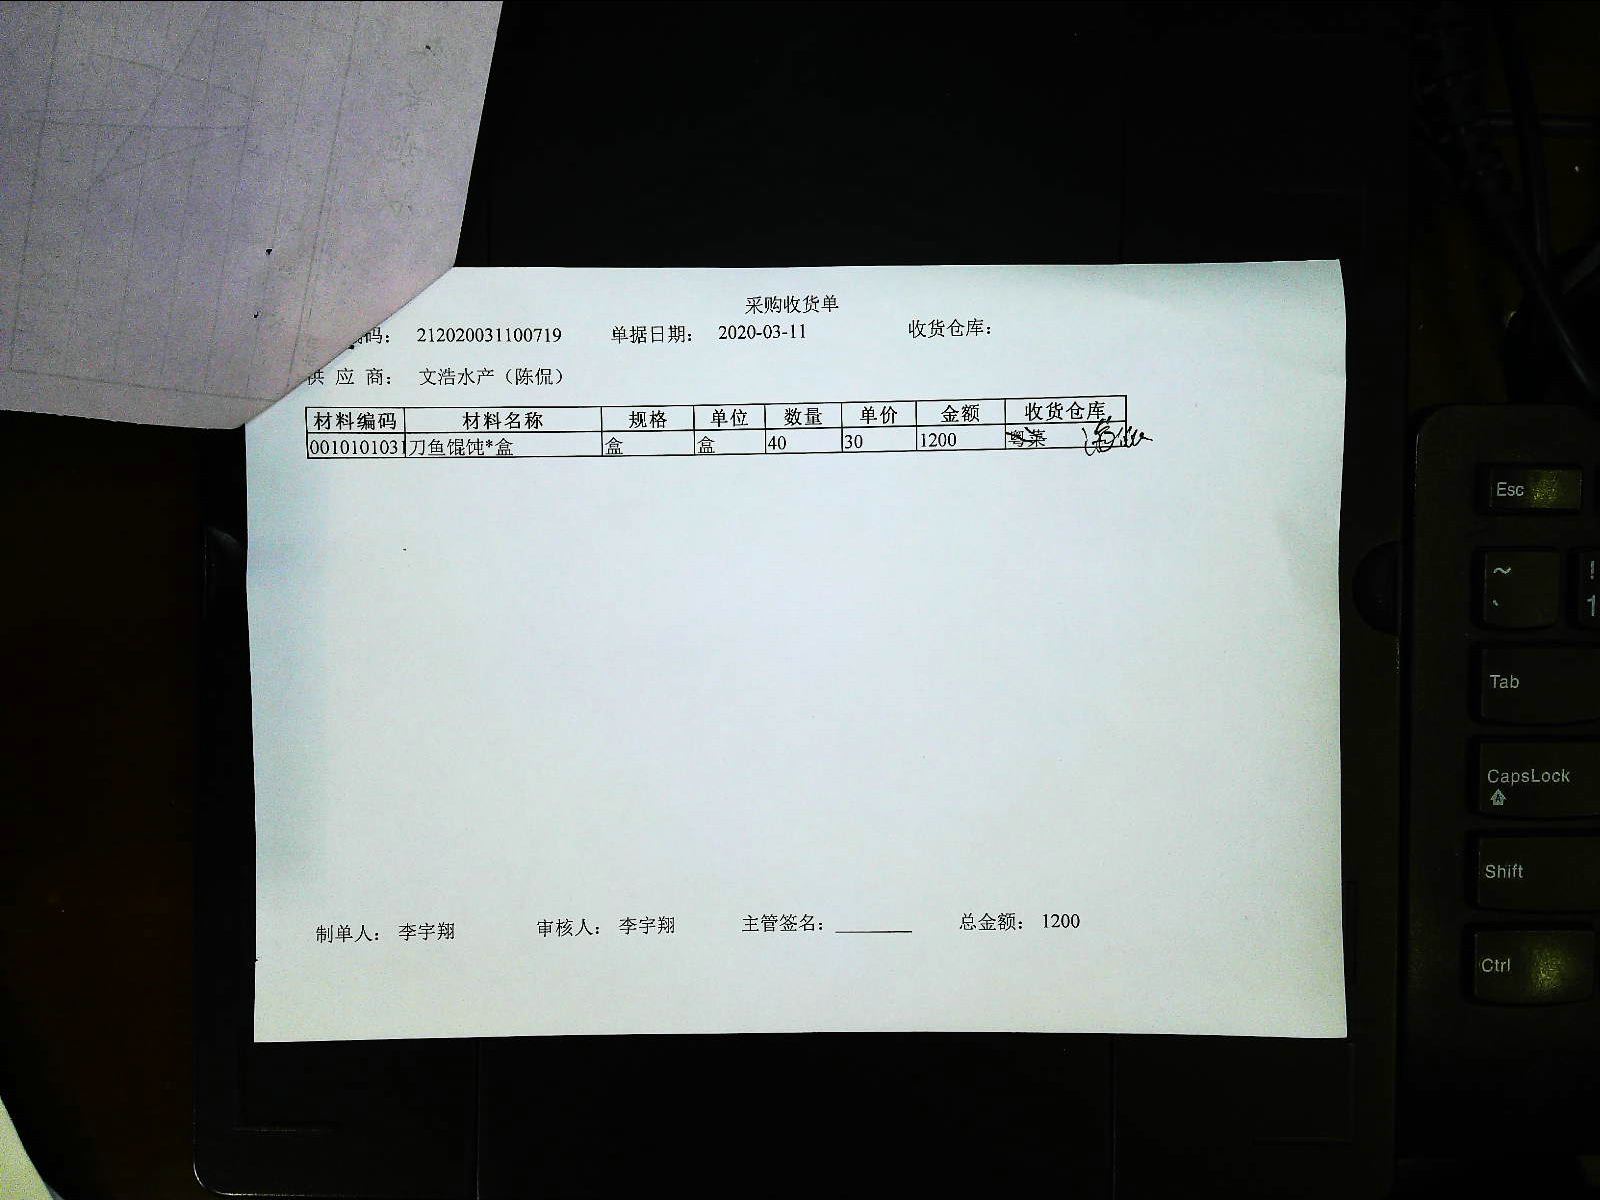 采购收货单
码： 212020031100719 单据日期： 2020-03-11 收货仓库：
供 应 商： 文浩水产（陈侃）
材料编码 材料名称 规格 单位 数量 单价 金额 收货仓库
0010101031 刀鱼馄饨*盒 盒 盒 40 30 1200 粤菜
制单人： 李宇翔 审核人： 李宇翔 主管签名： 总金额： 1200
Esc
~
` ! 1
Tab
CapsLock
Shift
Ctrl